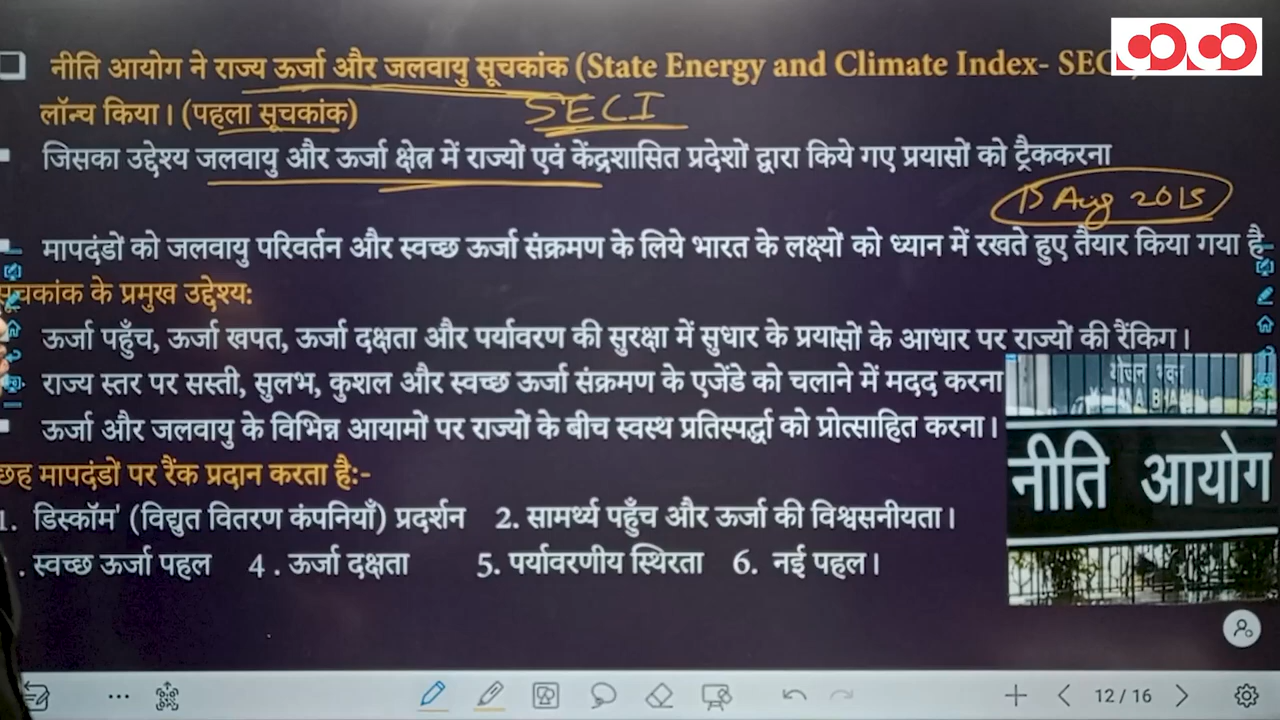 नीति आयोग ने राज्य ऊर्जा और जलवायु सूचकांक (State Energy and Climate Index- SEC
लॉन्च किया। (पहला सूचकांक)
SECI
जिसका उद्देश्य जलवायु और ऊर्जा क्षेत्र में राज्यों एवं केंद्रशासित प्रदेशों द्वारा किये गए प्रयासों को ट्रैककरना
15 Aug 2015
मापदंडों को जलवायु परिवर्तन और स्वच्छ ऊर्जा संक्रमण के लिये भारत के लक्ष्यों को ध्यान में रखते हुए तैयार किया गया है
सूचकांक के प्रमुख उद्देश्य:
ऊर्जा पहुँच, ऊर्जा खपत, ऊर्जा दक्षता और पर्यावरण की सुरक्षा में सुधार के प्रयासों के आधार पर राज्यों की रैंकिग।
राज्य स्तर पर सस्ती, सुलभ, कुशल और स्वच्छ ऊर्जा संक्रमण के एजेंडे को चलाने में मदद करना
ऊर्जा और जलवायु के विभिन्न आयामों पर राज्यों के बीच स्वस्थ प्रतिस्पर्द्धा को प्रोत्साहित करना।
छह मापदंडों पर रैंक प्रदान करता है:-
1. डिस्कॉम' (विद्युत वितरण कंपनियाँ) प्रदर्शन 2. सामर्थ्य पहुँच और ऊर्जा की विश्वसनीयता।
. स्वच्छ ऊर्जा पहल 4 . ऊर्जा दक्षता 5. पर्यावरणीय स्थिरता 6. नई पहल।
योजना भवन
नीति आयोग
12 / 16